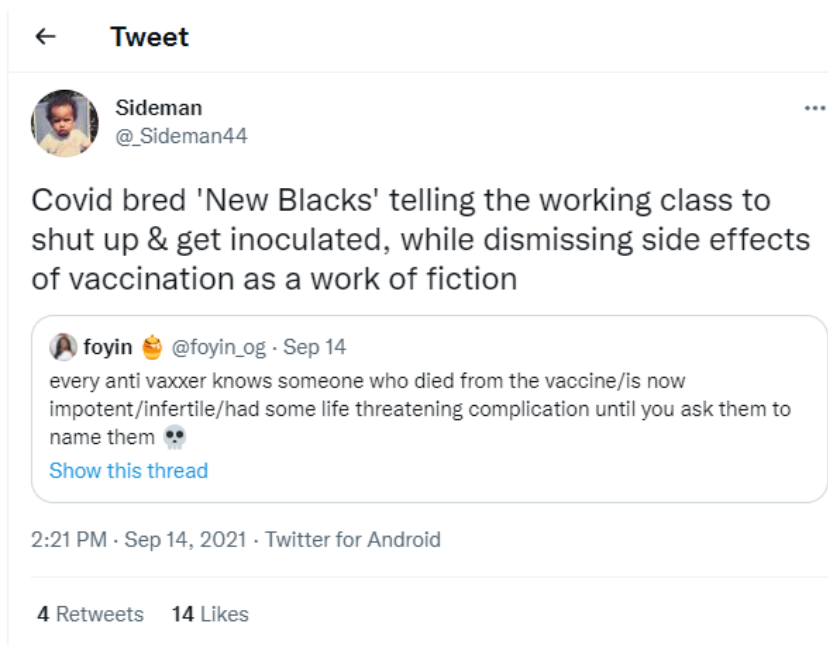 ← Tweet
Sideman
@_Sideman44
Covid bred 'New Blacks' telling the working class to
shut up & get inoculated, while dismissing side effects
of vaccination as a work of fiction
foyin 🍯 @foyin_og · Sep 14
every anti vaxxer knows someone who died from the vaccine/is now
impotent/infertile/had some life threatening complication until you ask them to
name them 💀
Show this thread
2:21 PM · Sep 14, 2021 · Twitter for Android
4 Retweets 14 Likes